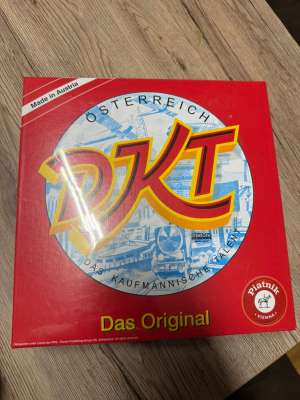 Made in Austria
ÖSTERREICH
DKT
DAS KAUFMÄNNISCHE TALENT
Das Original
Piatnik
VIENNA